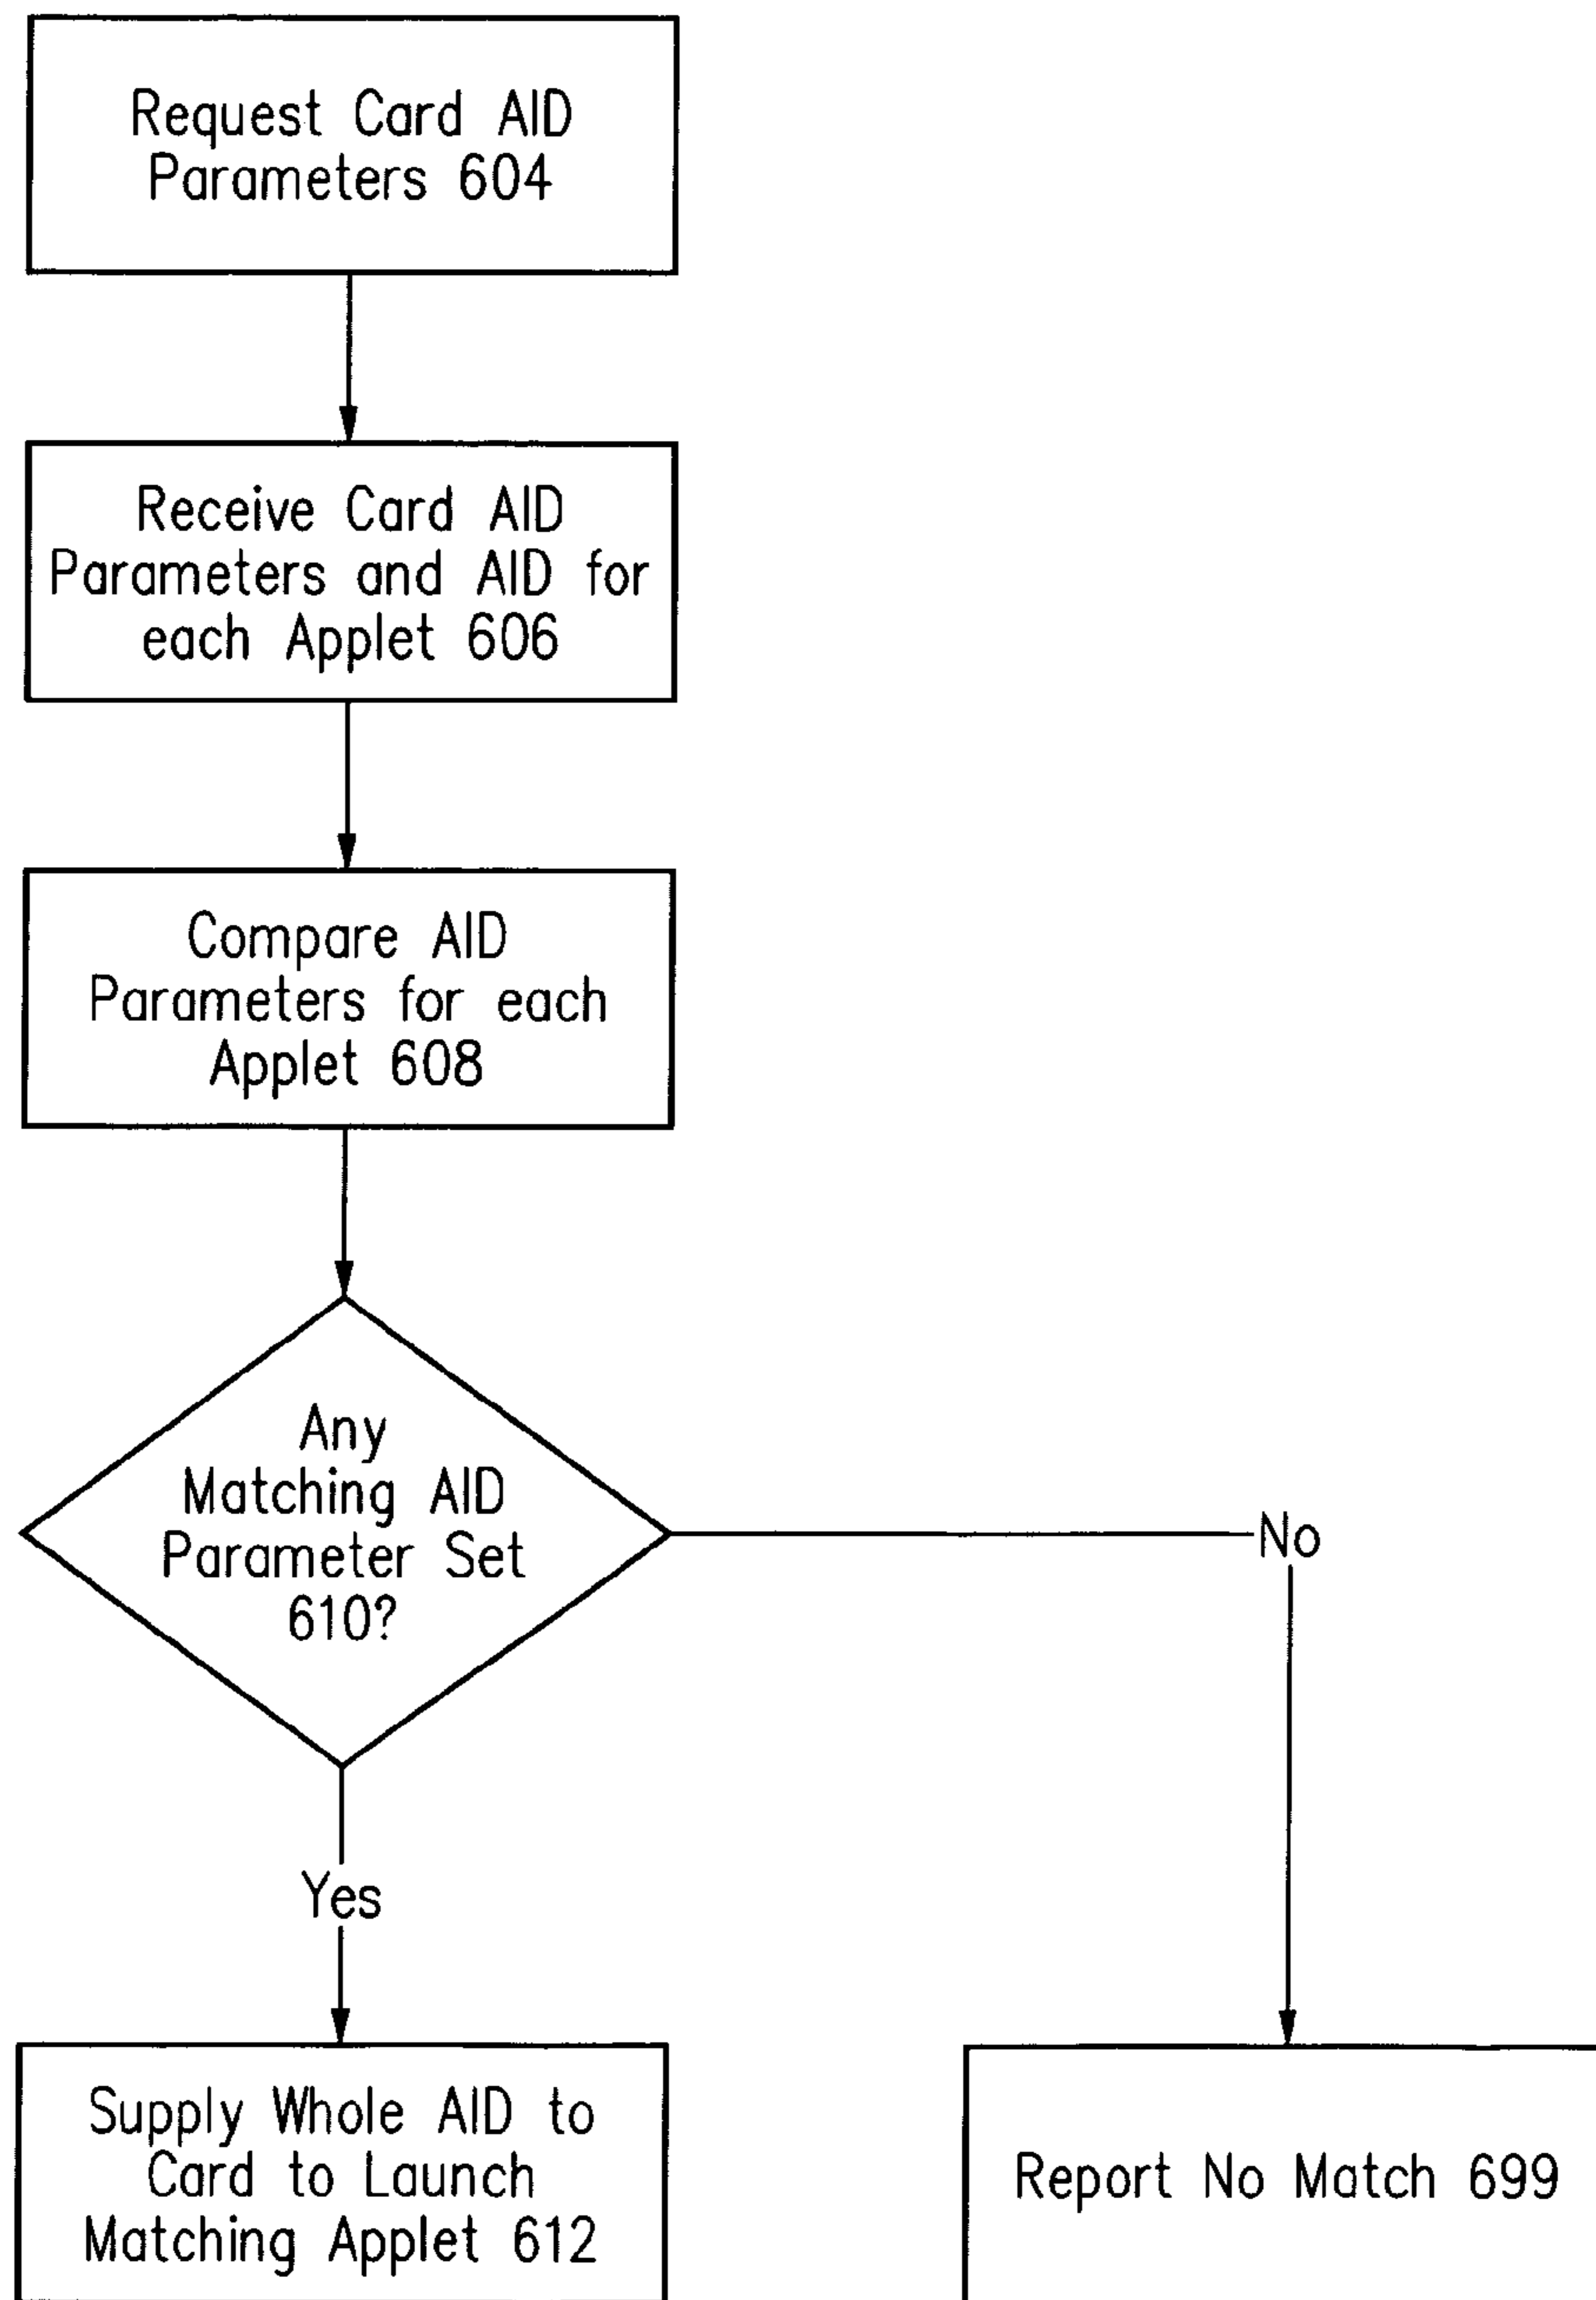 Request Card AID
Parameters 604
Receive Card AID
Parameters and AID for
each Applet 606
Compare AID
Parameters for each
Applet 608
Any
Matching AID
Parameter Set
610?
No
Yes
Supply Whole AID to
Card to Launch
Matching Applet 612
Report No Match 699